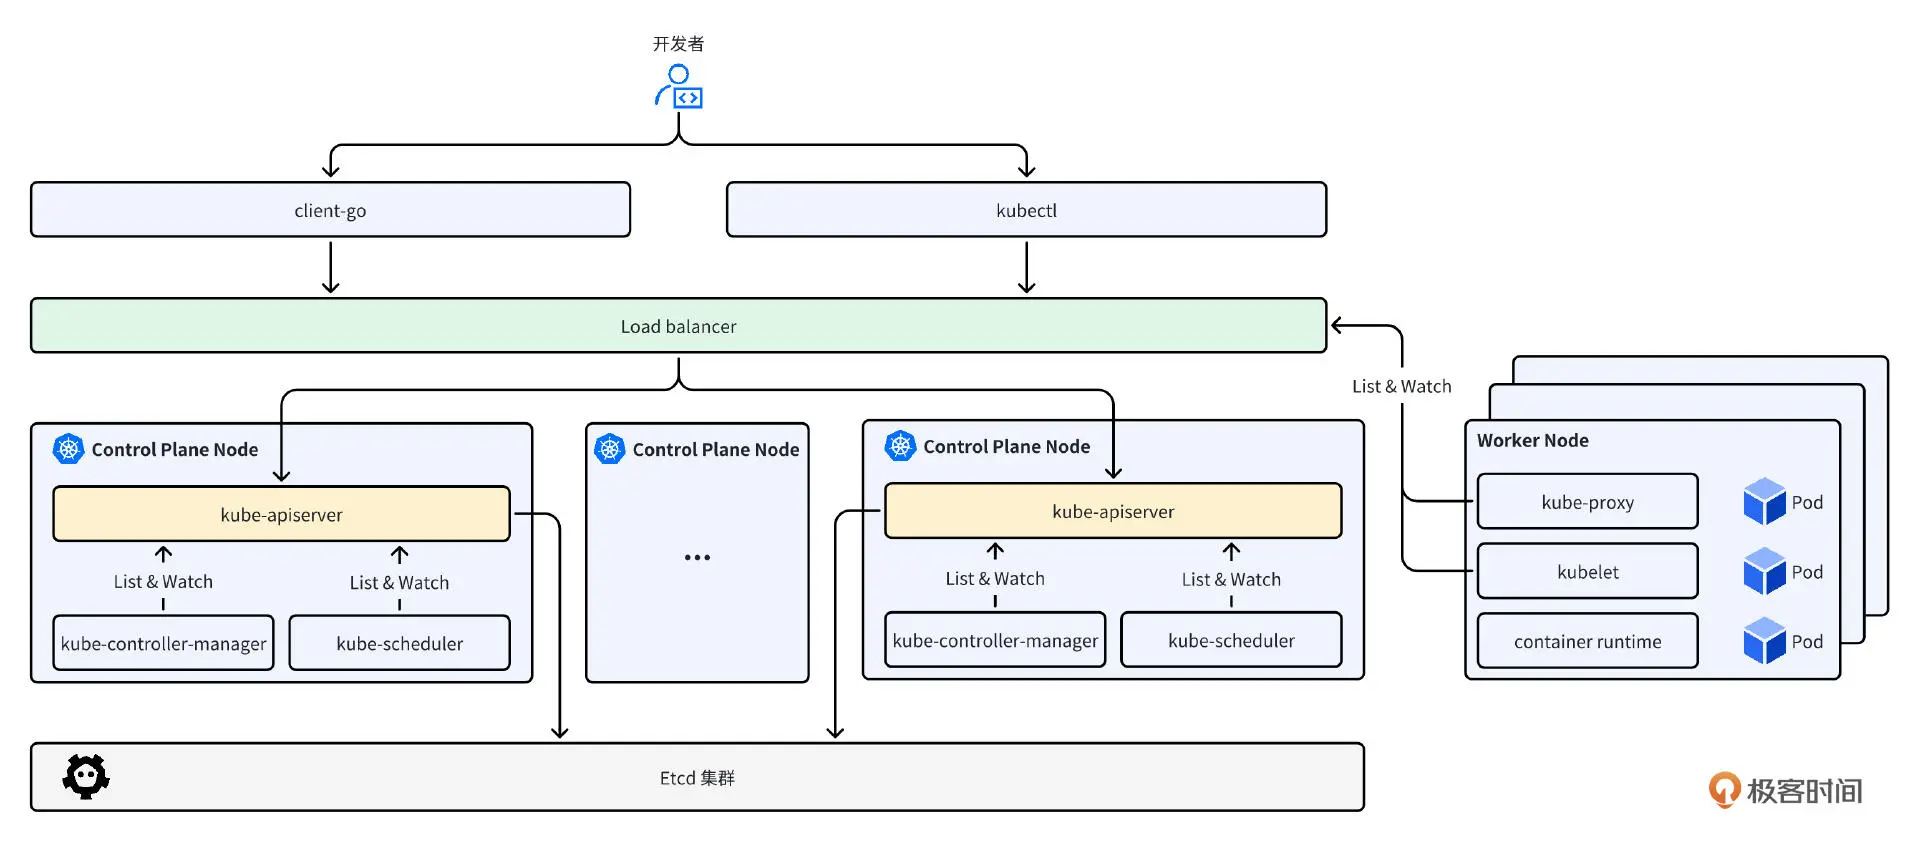 开发者
client-go
kubectl
Load balancer
List & Watch
Control Plane Node
kube-apiserver
List & Watch
List & Watch
kube-controller-manager
kube-scheduler
Control Plane Node
...
Control Plane Node
kube-apiserver
List & Watch
List & Watch
kube-controller-manager
kube-scheduler
Worker Node
kube-proxy
Pod
kubelet
Pod
container runtime
Pod
Etcd 集群
极客时间